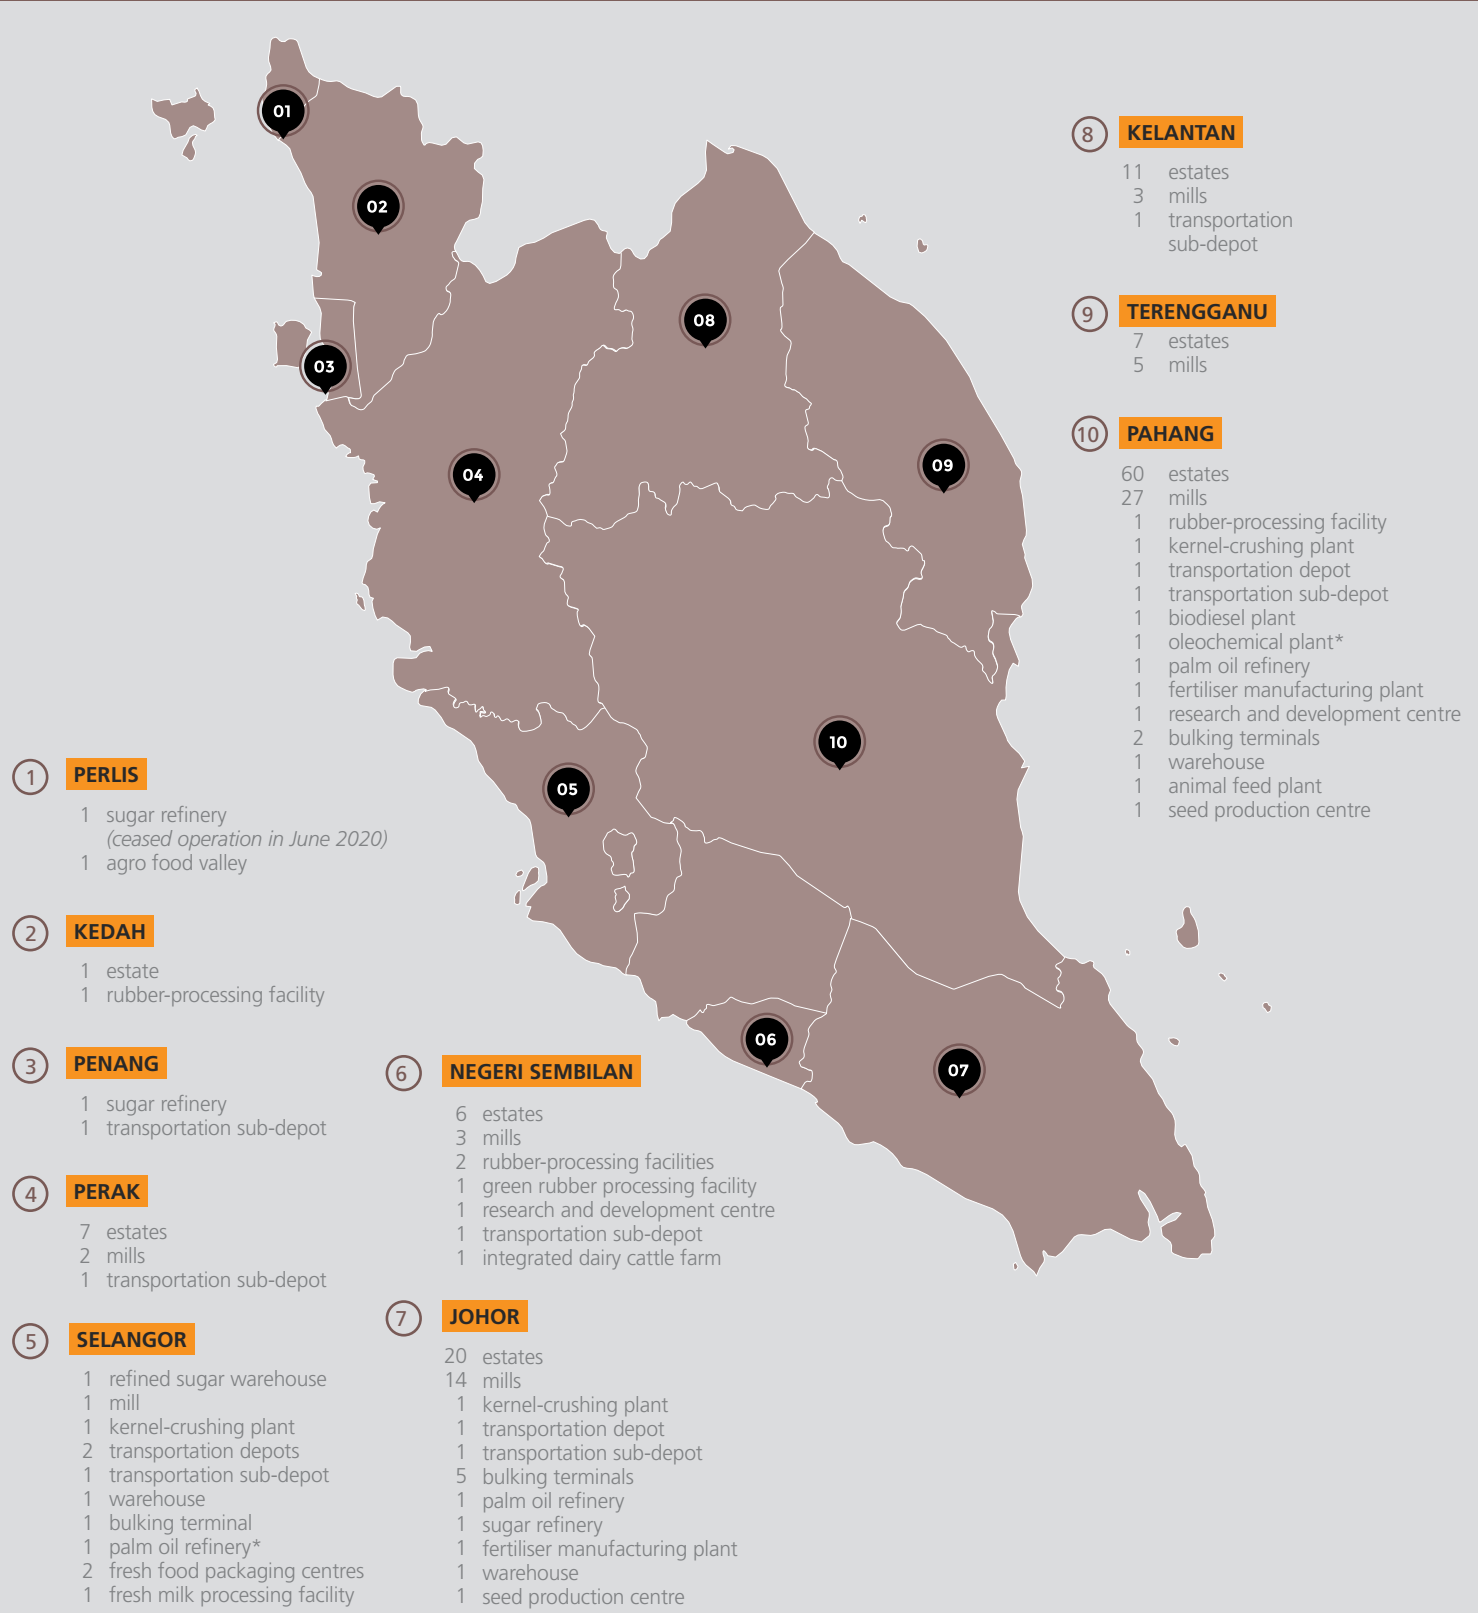 01
02
03
04
05
06
07
08
09
10
1 PERLIS
1 sugar refinery
(ceased operation in June 2020)
1 agro food valley
2 KEDAH
1 estate
1 rubber-processing facility
3 PENANG
1 sugar refinery
1 transportation sub-depot
4 PERAK
7 estates
2 mills
1 transportation sub-depot
5 SELANGOR
1 refined sugar warehouse
1 mill
1 kernel-crushing plant
2 transportation depots
1 transportation sub-depot
1 warehouse
1 bulking terminal
1 palm oil refinery*
2 fresh food packaging centres
1 fresh milk processing facility
6 NEGERI SEMBILAN
6 estates
3 mills
2 rubber-processing facilities
1 green rubber processing facility
1 research and development centre
1 transportation sub-depot
1 integrated dairy cattle farm
7 JOHOR
20 estates
14 mills
1 kernel-crushing plant
1 transportation depot
1 transportation sub-depot
5 bulking terminals
1 palm oil refinery
1 sugar refinery
1 fertiliser manufacturing plant
1 warehouse
1 seed production centre
8 KELANTAN
11 estates
3 mills
1 transportation
sub-depot
9 TERENGGANU
7 estates
5 mills
10 PAHANG
60 estates
27 mills
1 rubber-processing facility
1 kernel-crushing plant
1 transportation depot
1 transportation sub-depot
1 biodiesel plant
1 oleochemical plant*
1 palm oil refinery
1 fertiliser manufacturing plant
1 research and development centre
2 bulking terminals
1 warehouse
1 animal feed plant
1 seed production centre